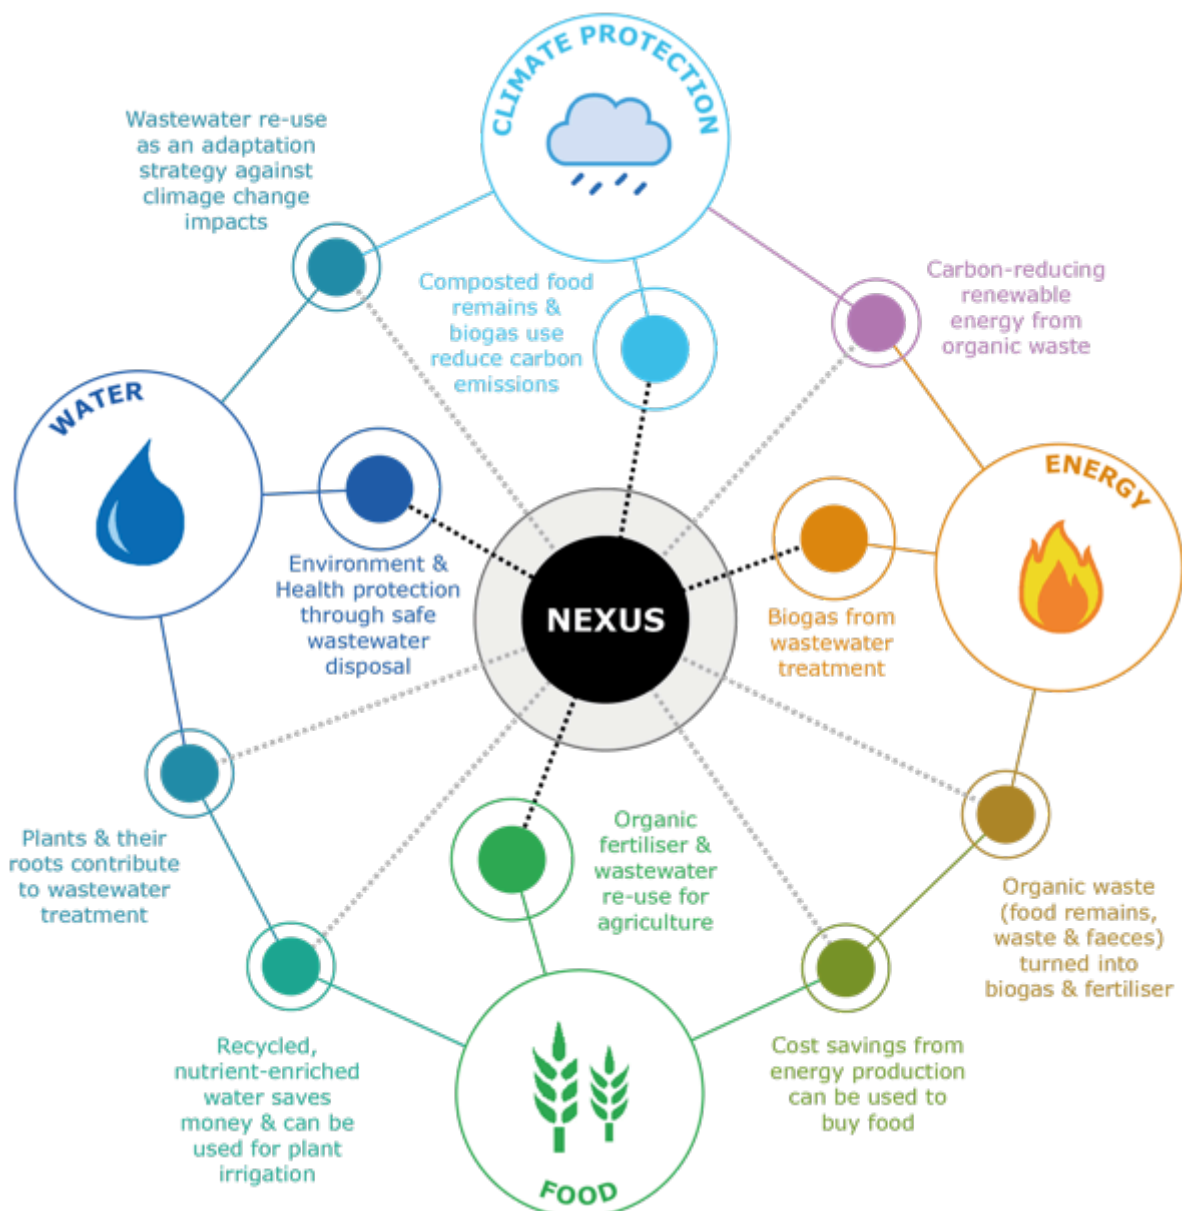 CLIMATE PROTECTION
Wastewater re-use
as an adaptation
strategy against
climage change
impacts
Composted food
remains &
biogas use
reduce carbon
emissions
Carbon-reducing
renewable
energy from
organic waste
WATER
ENERGY
Environment &
Health protection
through safe
wastewater
disposal
NEXUS
Biogas from
wastewater
treatment
Plants & their
roots contribute
to wastewater
treatment
Organic
fertiliser &
wastewater
re-use for
agriculture
Organic waste
(food remains,
waste & faeces)
turned into
biogas & fertiliser
Recycled,
nutrient-enriched
water saves
money & can be
used for plant
irrigation
Cost savings from
energy production
can be used to
buy food
FOOD